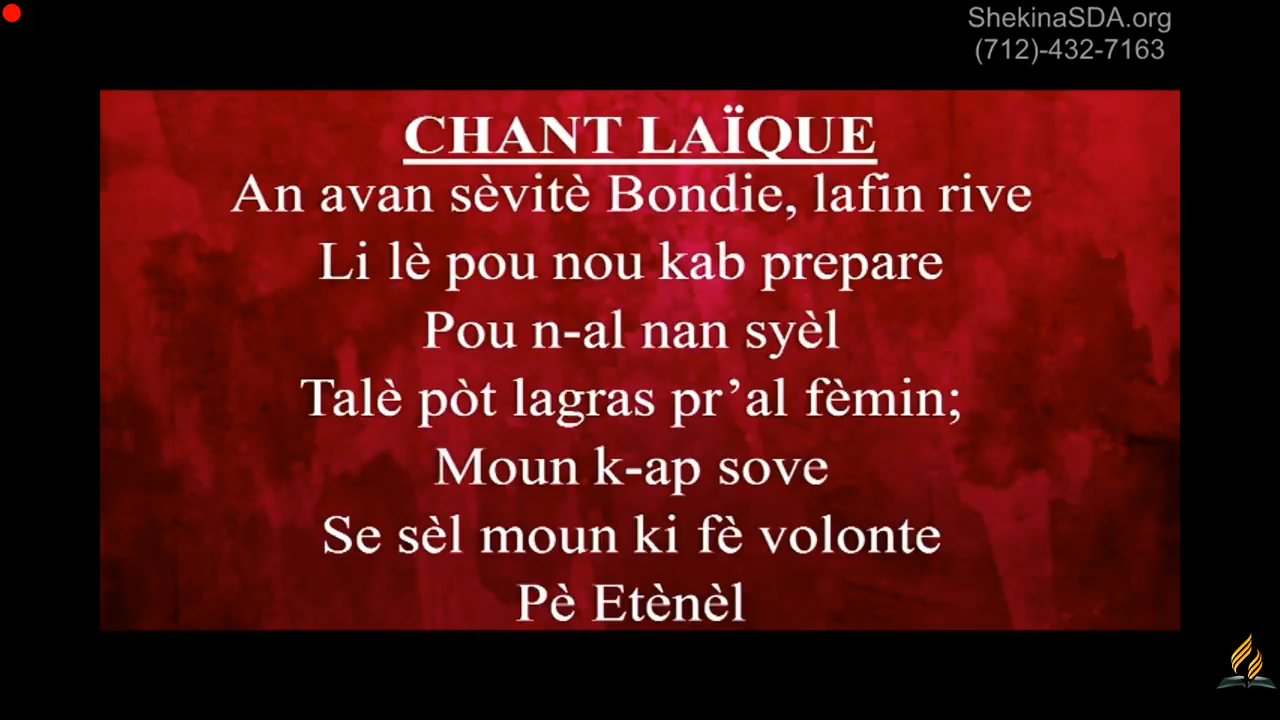 ShekinaSDA.org
(712)-432-7163
CHANT LAÏQUE
An avan sèvitè Bondie, lafin rive
Li lè pou nou kab prepare
Pou n-al nan syèl
Talè pòt lagras pr’al fèmin;
Moun k-ap sove
Se sèl moun ki fè volonte
Pè Etènèl